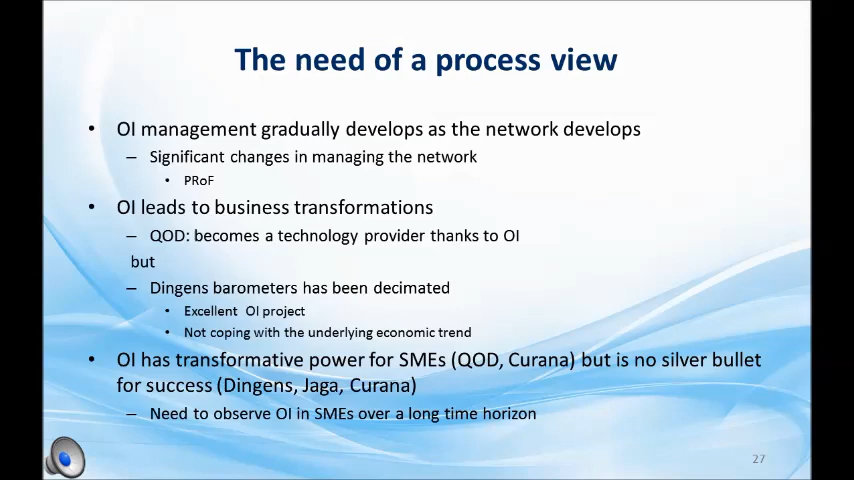 The need of a process view
• OI management gradually develops as the network develops
– Significant changes in managing the network
• PRoF
• OI leads to business transformations
– QOD: becomes a technology provider thanks to OI
but
– Dingens barometers has been decimated
• Excellent OI project
• Not coping with the underlying economic trend
• OI has transformative power for SMEs (QOD, Curana) but is no silver bullet
for success (Dingens, Jaga, Curana)
– Need to observe OI in SMEs over a long time horizon
27